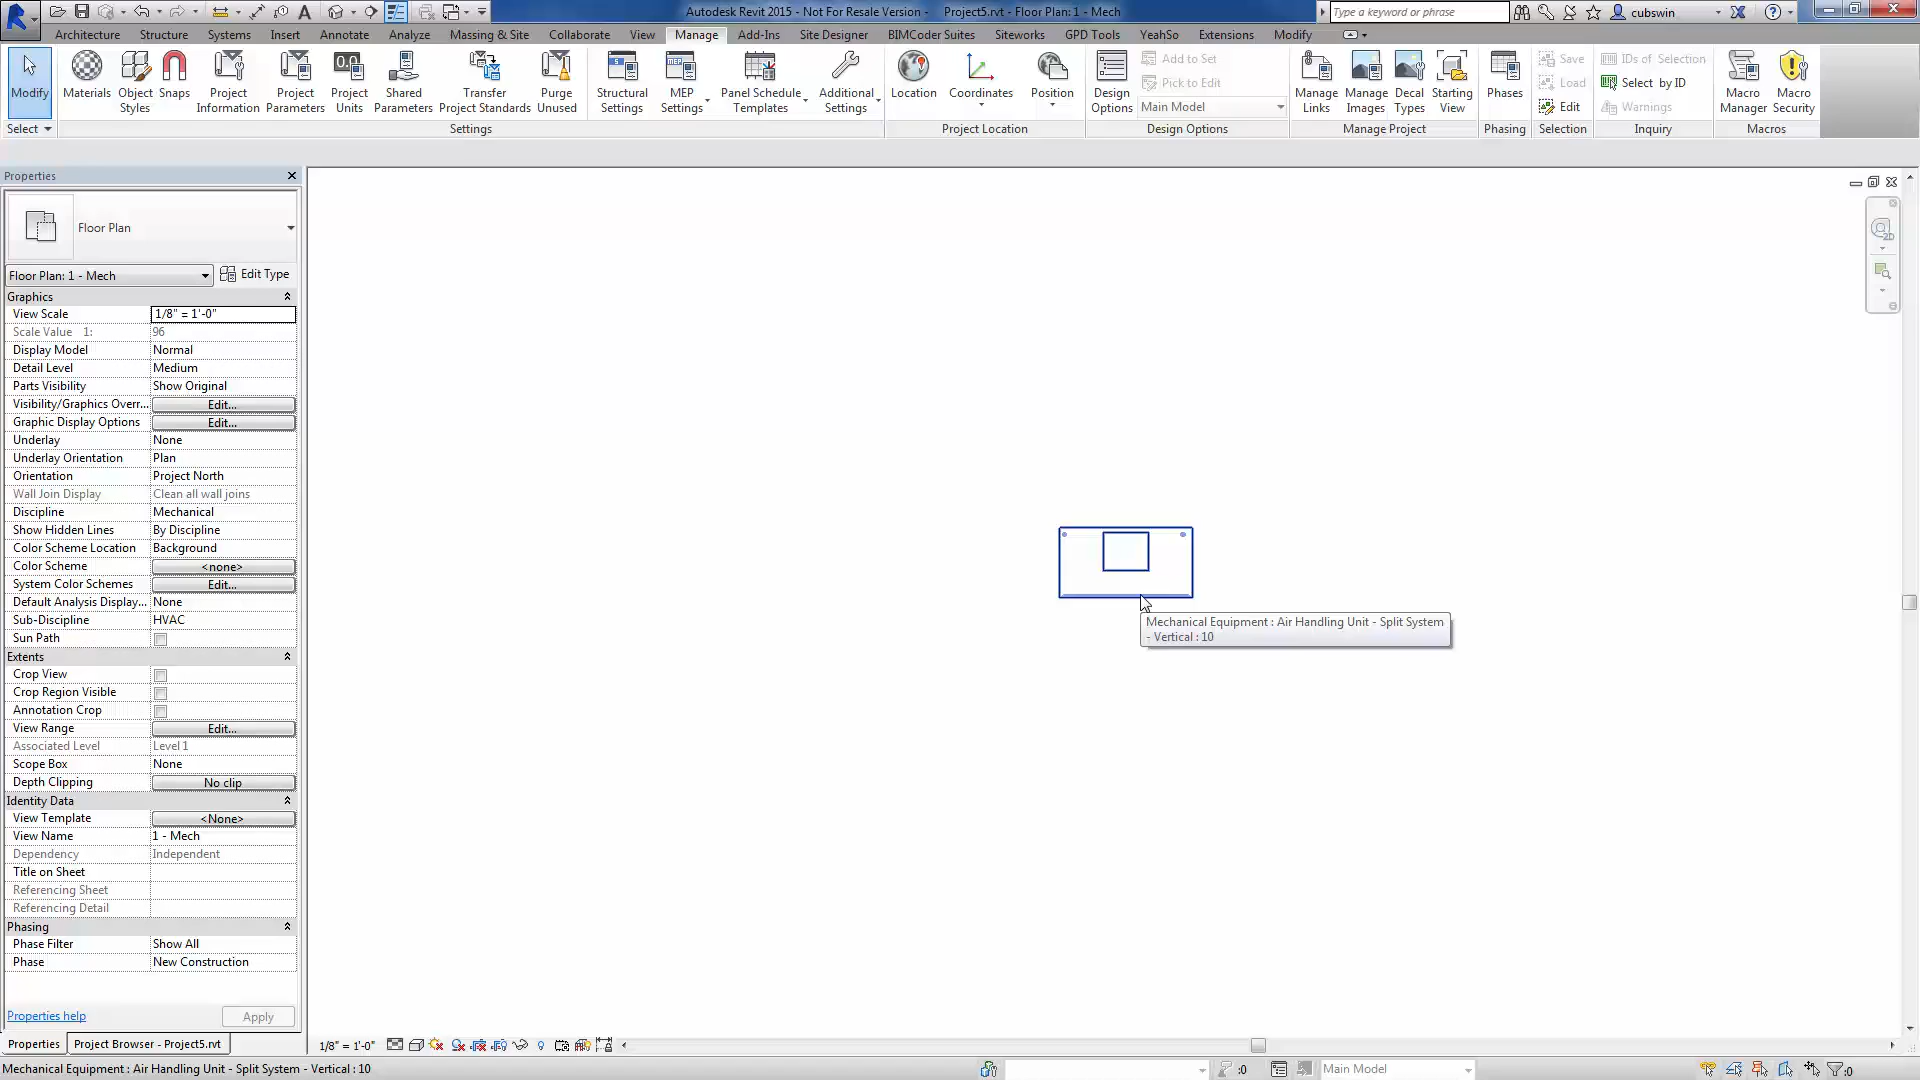 Autodesk Revit 2015 - Not For Resale Version - Project5.rvt - Floor Plan: 1 - Mech
Type a keyword or phrase
cubswin
Architecture Structure Systems Insert Annotate Analyze Massing & Site Collaborate View Manage Add-Ins Site Designer BIMCoder Suites Siteworks GPD Tools YeahSo Extensions Modify
Modify
Materials
Object Styles
Snaps
Project Information
Project Parameters
Project Units
Shared Parameters
Transfer Project Standards
Purge Unused
Structural Settings
MEP Settings
Panel Schedule Templates
Additional Settings
Location
Coordinates
Position
Design Options
Add to Set
Pick to Edit
Main Model
Manage Links
Manage Images
Decal Types
Starting View
Phases
Save
Load
Edit
IDs of Selection
Select by ID
Warnings
Macro Manager
Macro Security
Select
Settings
Project Location
Design Options
Manage Project
Phasing
Selection
Inquiry
Macros
Properties
Floor Plan
Floor Plan: 1 - Mech
Edit Type
Graphics
View Scale 1/8" = 1'-0"
Scale Value 1: 96
Display Model Normal
Detail Level Medium
Parts Visibility Show Original
Visibility/Graphics Overr... Edit...
Graphic Display Options Edit...
Underlay None
Underlay Orientation Plan
Orientation Project North
Wall Join Display Clean all wall joins
Discipline Mechanical
Show Hidden Lines By Discipline
Color Scheme Location Background
Color Scheme <none>
System Color Schemes Edit...
Default Analysis Display... None
Sub-Discipline HVAC
Sun Path
Extents
Crop View
Crop Region Visible
Annotation Crop
View Range Edit...
Associated Level Level 1
Scope Box None
Depth Clipping No clip
Identity Data
View Template <None>
View Name 1 - Mech
Dependency Independent
Title on Sheet
Referencing Sheet
Referencing Detail
Phasing
Phase Filter Show All
Phase New Construction
Properties help
Apply
Properties
Project Browser - Project5.rvt
2D
Mechanical Equipment : Air Handling Unit - Split System
- Vertical : 10
1/8" = 1'-0"
Mechanical Equipment : Air Handling Unit - Split System - Vertical : 10
:0
Main Model
:0